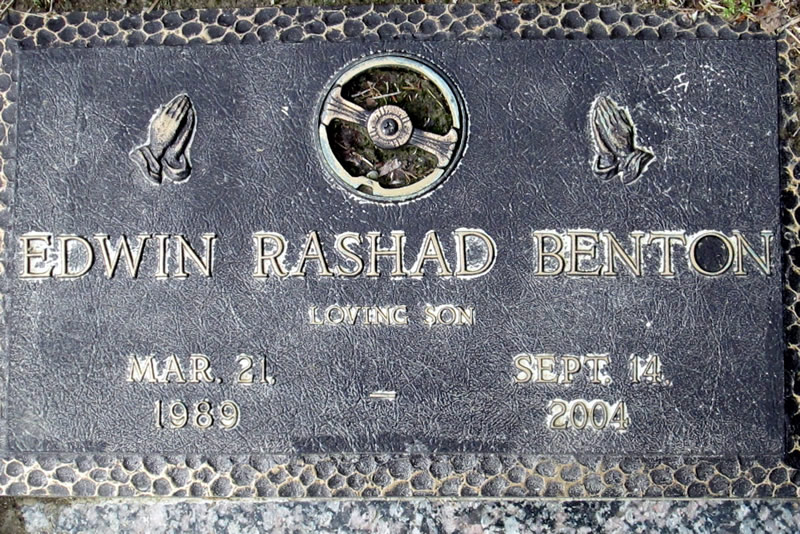 EDWIN RASHAD BENTON
LOVING SON
MAR. 21, 1989 – SEPT. 14, 2004